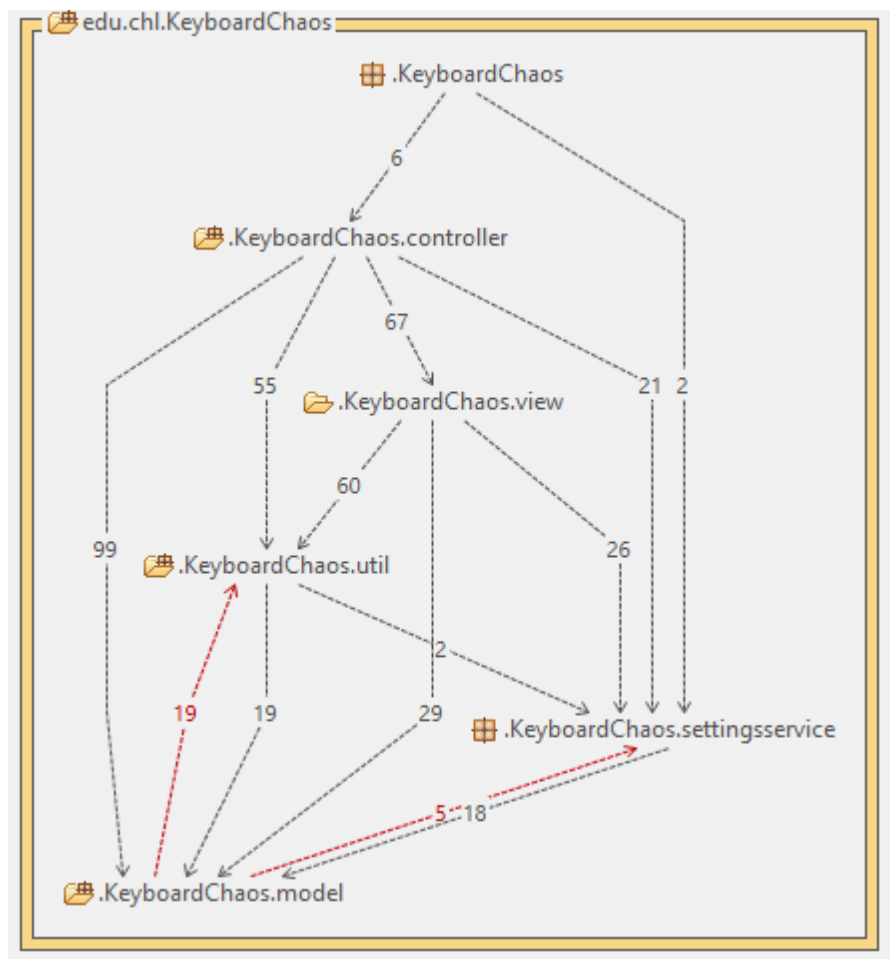 edu.chl.KeyboardChaos
.KeyboardChaos
6
.KeyboardChaos.controller
67
55
21
2
.KeyboardChaos.view
60
99
26
.KeyboardChaos.util
2
19
19
29
.KeyboardChaos.settingsservice
5
18
.KeyboardChaos.model